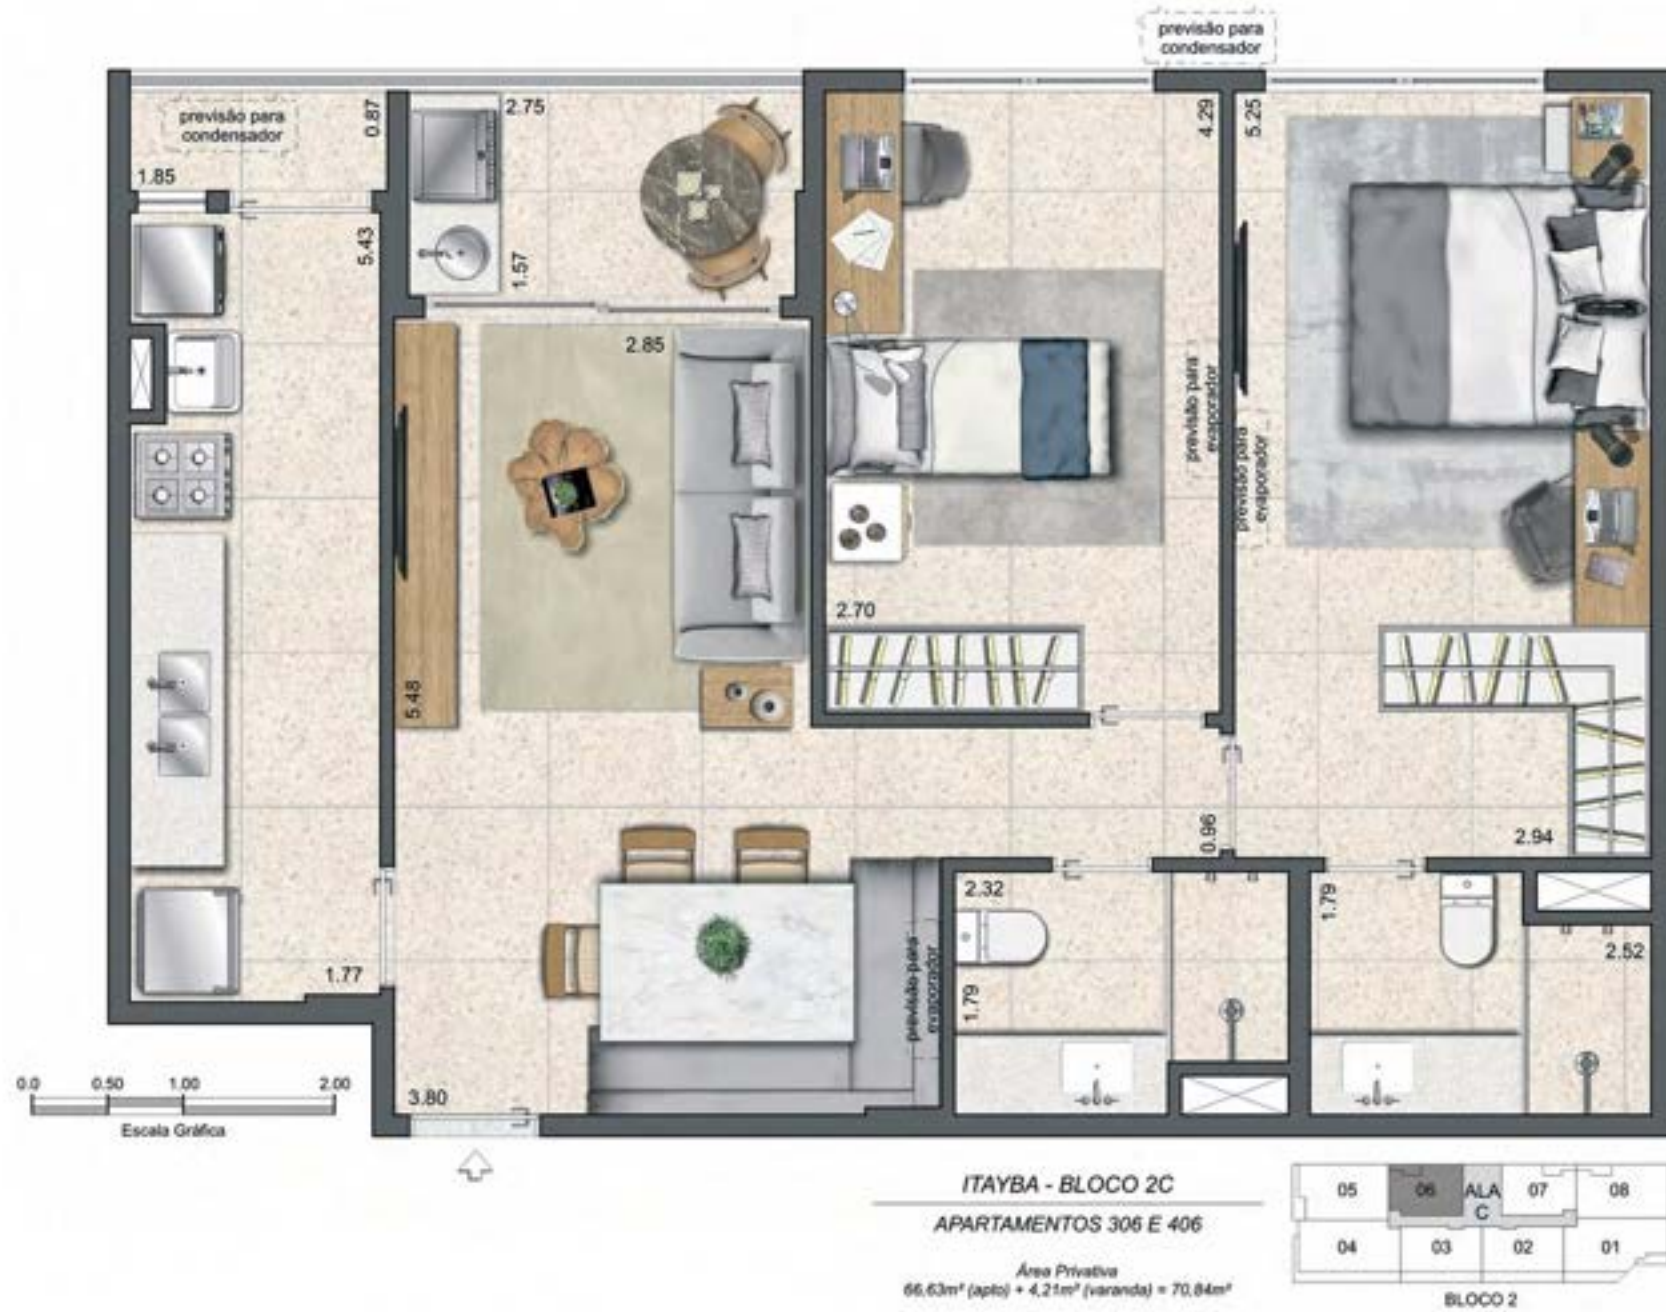 previsão para
condensador
previsão para
condensador
0.87
2.75
4.29
5.25
1.85
5.43
1.57
2.85
previsão para
evaporador
previsão para
evaporador
2.70
5.48
0.96
2.94
2.32
1.79
2.52
previsão para
evaporador
1.77
1.79
3.80
0.0 0.50 1.00 2.00
Escala Gráfica
ITAYBA - BLOCO 2C
APARTAMENTOS 306 E 406
Área Privativa
66,63m² (apto) + 4,21m² (varanda) = 70,84m²
05 06 ALA C 07 08
04 03 02 01
BLOCO 2